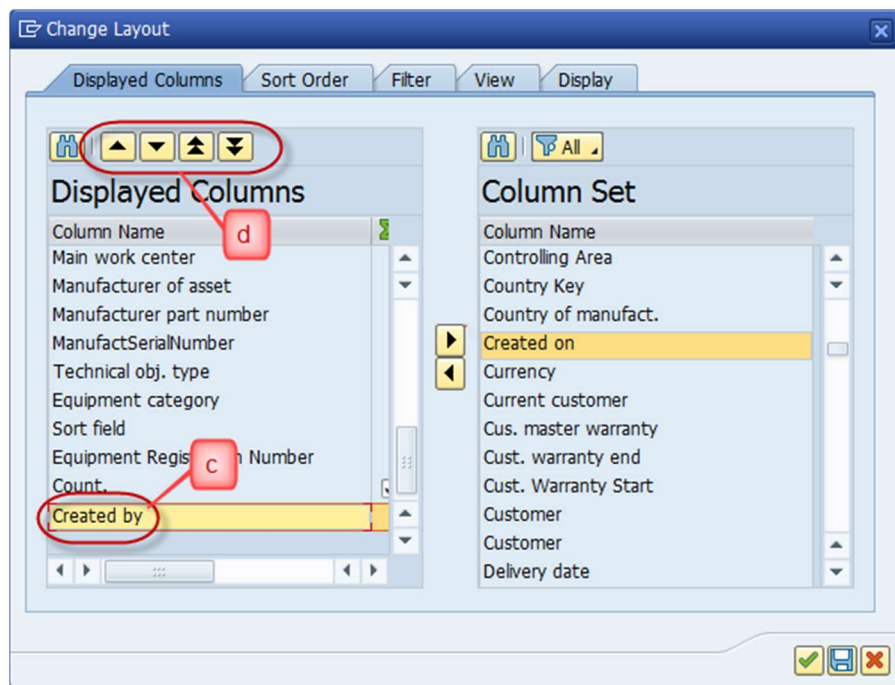 Change Layout
Displayed Columns Sort Order Filter View Display
All
Displayed Columns
Column Name
d
Main work center
Manufacturer of asset
Manufacturer part number
ManufactSerialNumber
Technical obj. type
Equipment category
Sort field
Equipment Regis n Number
c
Count.
Created by
Column Set
Column Name
Controlling Area
Country Key
Country of manufact.
Created on
Currency
Current customer
Cus. master warranty
Cust. warranty end
Cust. Warranty Start
Customer
Customer
Delivery date